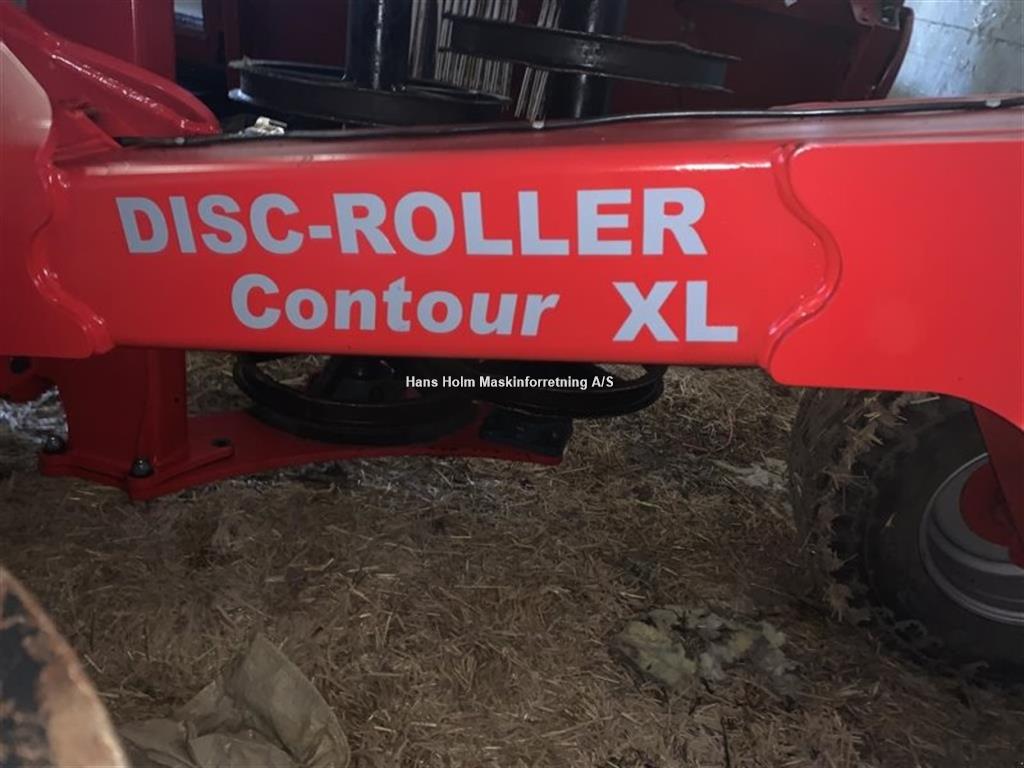 DISC-ROLLER
Contour XL
Hans Holm Maskinforretning A/S